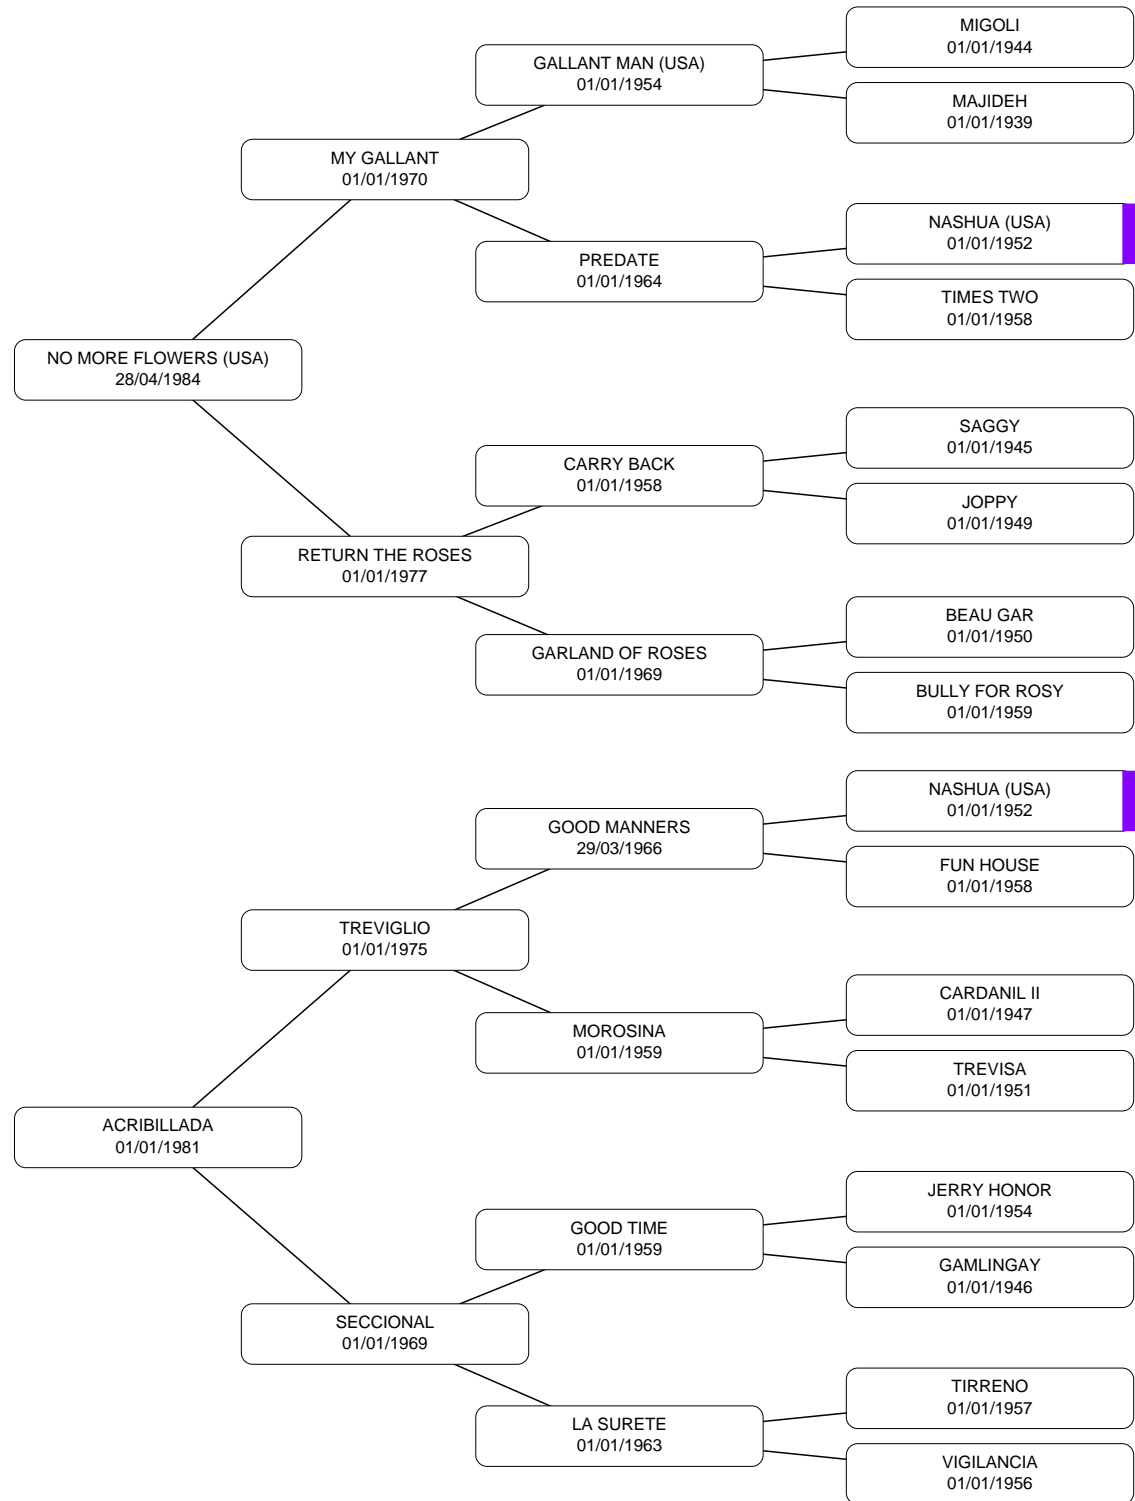 MIGOLI
01/01/1944
GALLANT MAN (USA)
01/01/1954
MAJIDEH
01/01/1939
MY GALLANT
01/01/1970
NASHUA (USA)
01/01/1952
PREDATE
01/01/1964
TIMES TWO
01/01/1958
NO MORE FLOWERS (USA)
28/04/1984
SAGGY
01/01/1945
CARRY BACK
01/01/1958
JOPPY
01/01/1949
RETURN THE ROSES
01/01/1977
BEAU GAR
01/01/1950
GARLAND OF ROSES
01/01/1969
BULLY FOR ROSY
01/01/1959
NASHUA (USA)
01/01/1952
GOOD MANNERS
29/03/1966
FUN HOUSE
01/01/1958
TREVIGLIO
01/01/1975
CARDANIL II
01/01/1947
MOROSINA
01/01/1959
TREVISA
01/01/1951
ACRIBILLADA
01/01/1981
JERRY HONOR
01/01/1954
GOOD TIME
01/01/1959
GAMLINGAY
01/01/1946
SECCIONAL
01/01/1969
TIRRENO
01/01/1957
LA SURETE
01/01/1963
VIGILANCIA
01/01/1956